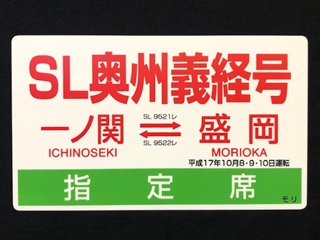 SL奥州義経号
一ノ関 SL 9521レ 盛岡
ICHINOSEKI SL 9522レ MORIOKA
平成17年10月8・9・10日運転
指定席
モリ